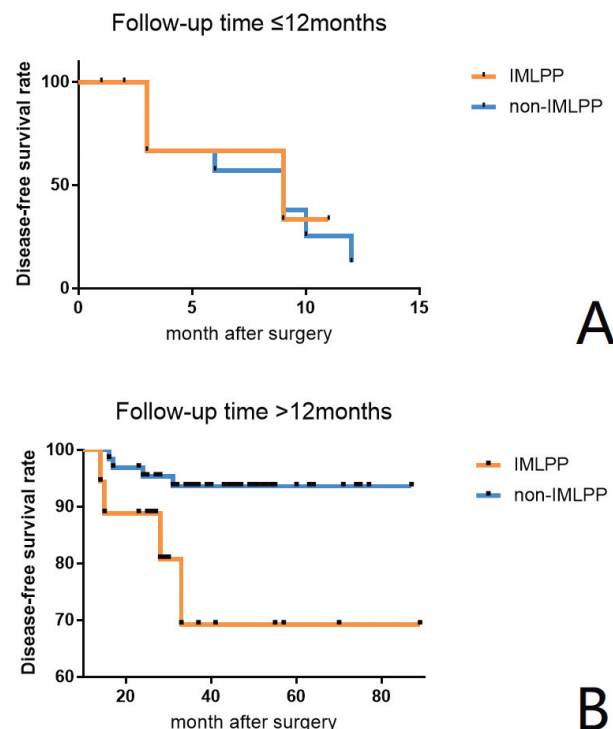 Follow-up time ≤12months
Disease-free survival rate
100
50
0
0 5 10 15
month after surgery
IMLPP
non-IMLPP
A
Follow-up time >12months
Disease-free survival rate
100
90
80
70
60
20 40 60 80
month after surgery
IMLPP
non-IMLPP
B